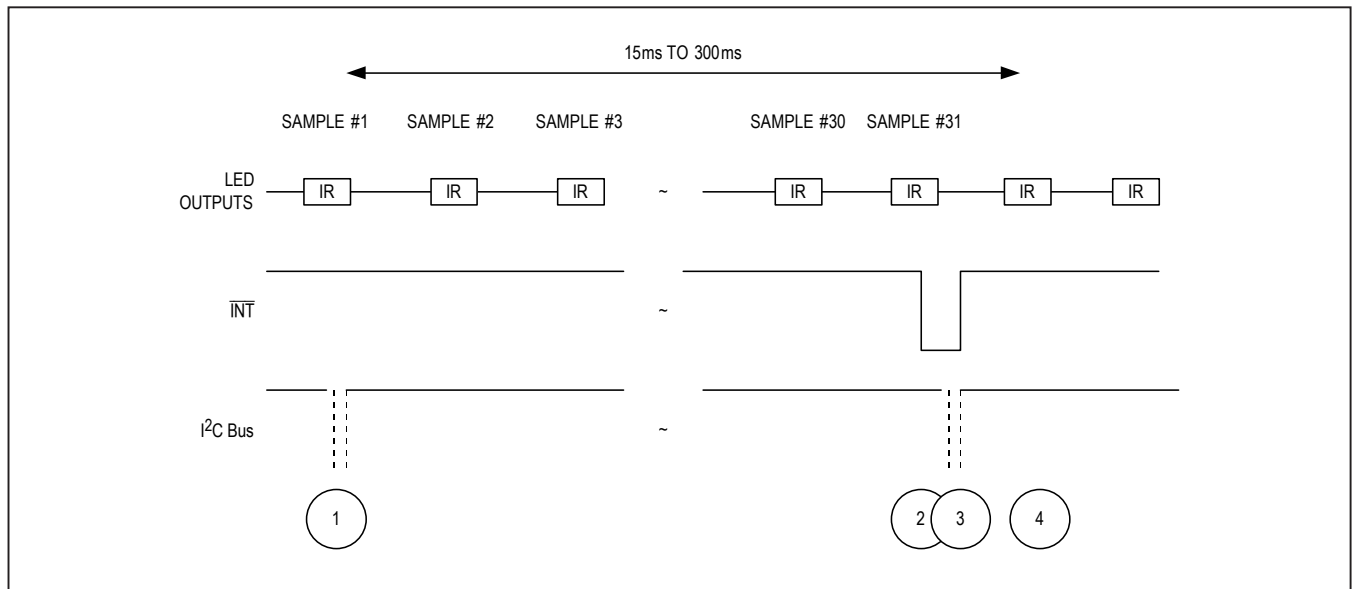 15ms TO 300ms
SAMPLE #1 SAMPLE #2 SAMPLE #3 SAMPLE #30 SAMPLE #31
LED
OUTPUTS
IR IR IR ~ IR IR IR IR
INT ~
I2C Bus ~
1 2 3 4